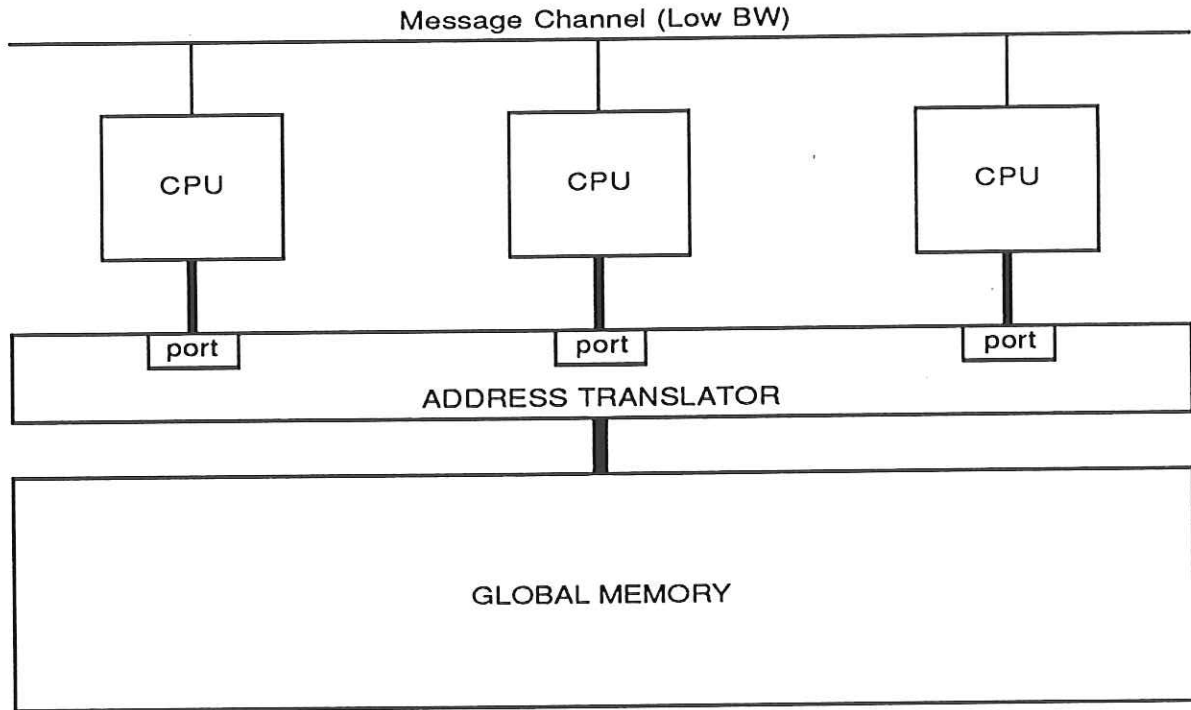 Message Channel (Low BW)
CPU
CPU
CPU
port
port
port
ADDRESS TRANSLATOR
GLOBAL MEMORY